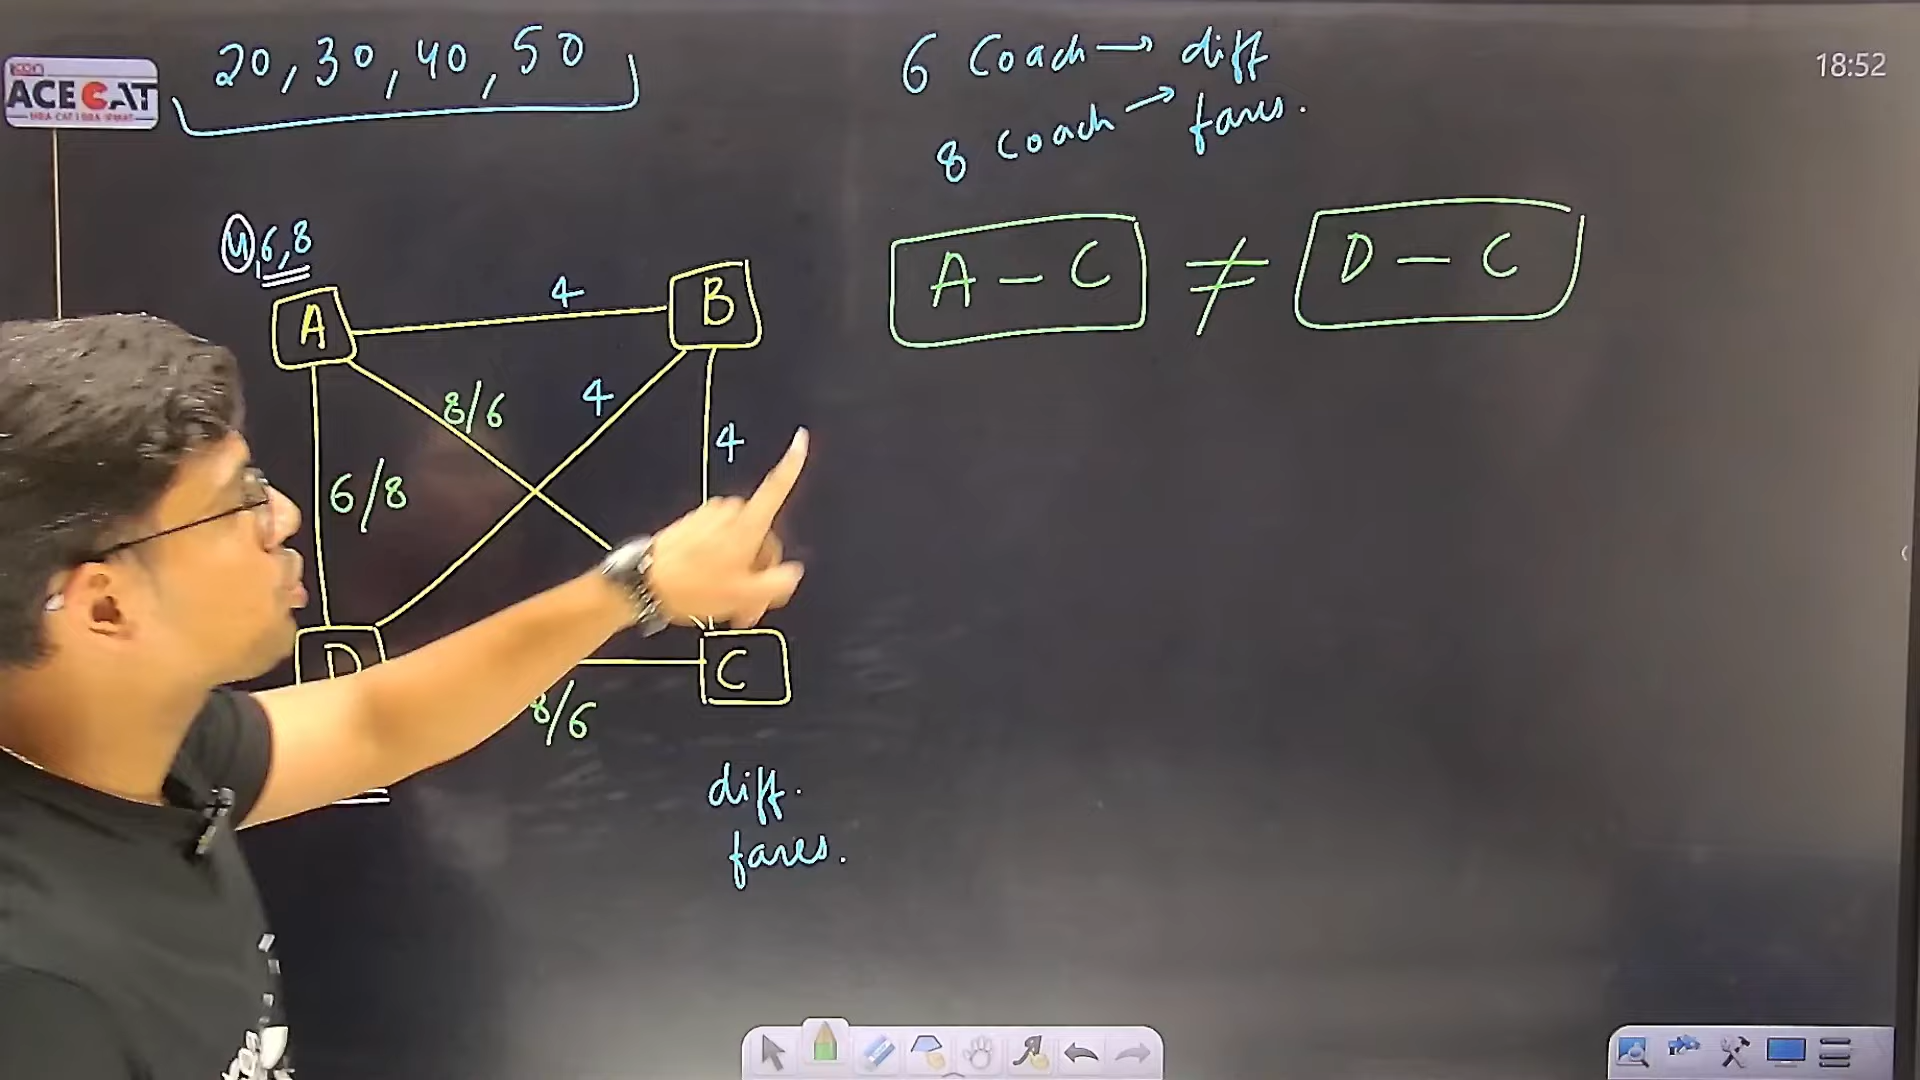 20, 30, 40, 50
6 Coach → diff
8 Coach → fares.
18:52
ACE CAT
4, 6, 8
A – C ≠ D – C
A
4
B
8/6
4
4
6/8
D
C
8/6
diff.
fares.